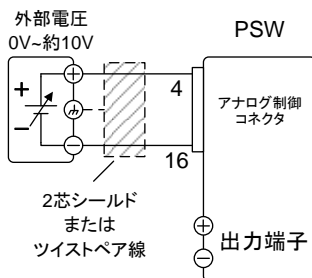 外部電圧
0V~約10V
PSW
4
アナログ制御
コネクタ
16
2芯シールド
または
ツイストペア線
出力端子